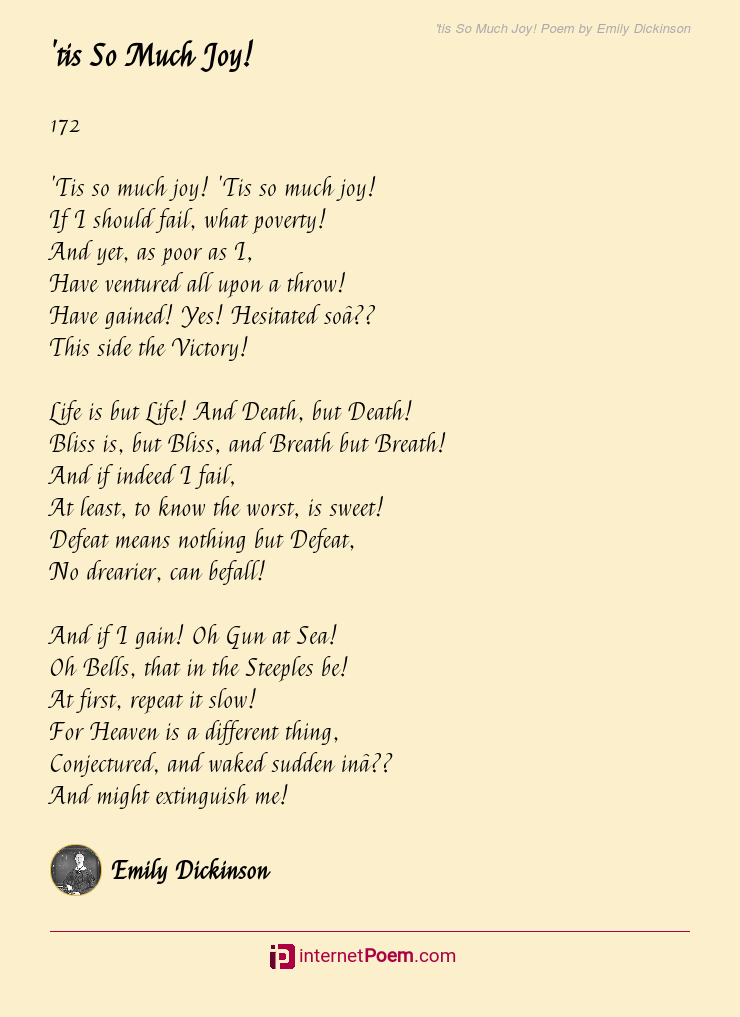 'tis So Much Joy! Poem by Emily Dickinson
'tis So Much Joy!
172
'Tis so much joy! 'Tis so much joy!
If I should fail, what poverty!
And yet, as poor as I,
Have ventured all upon a throw!
Have gained! Yes! Hesitated soâ??
This side the Victory!
Life is but Life! And Death, but Death!
Bliss is, but Bliss, and Breath but Breath!
And if indeed I fail,
At least, to know the worst, is sweet!
Defeat means nothing but Defeat,
No drearier, can befall!
And if I gain! Oh Gun at Sea!
Oh Bells, that in the Steeples be!
At first, repeat it slow!
For Heaven is a different thing,
Conjectured, and waked sudden inâ??
And might extinguish me!
Emily Dickinson
internetPoem.com